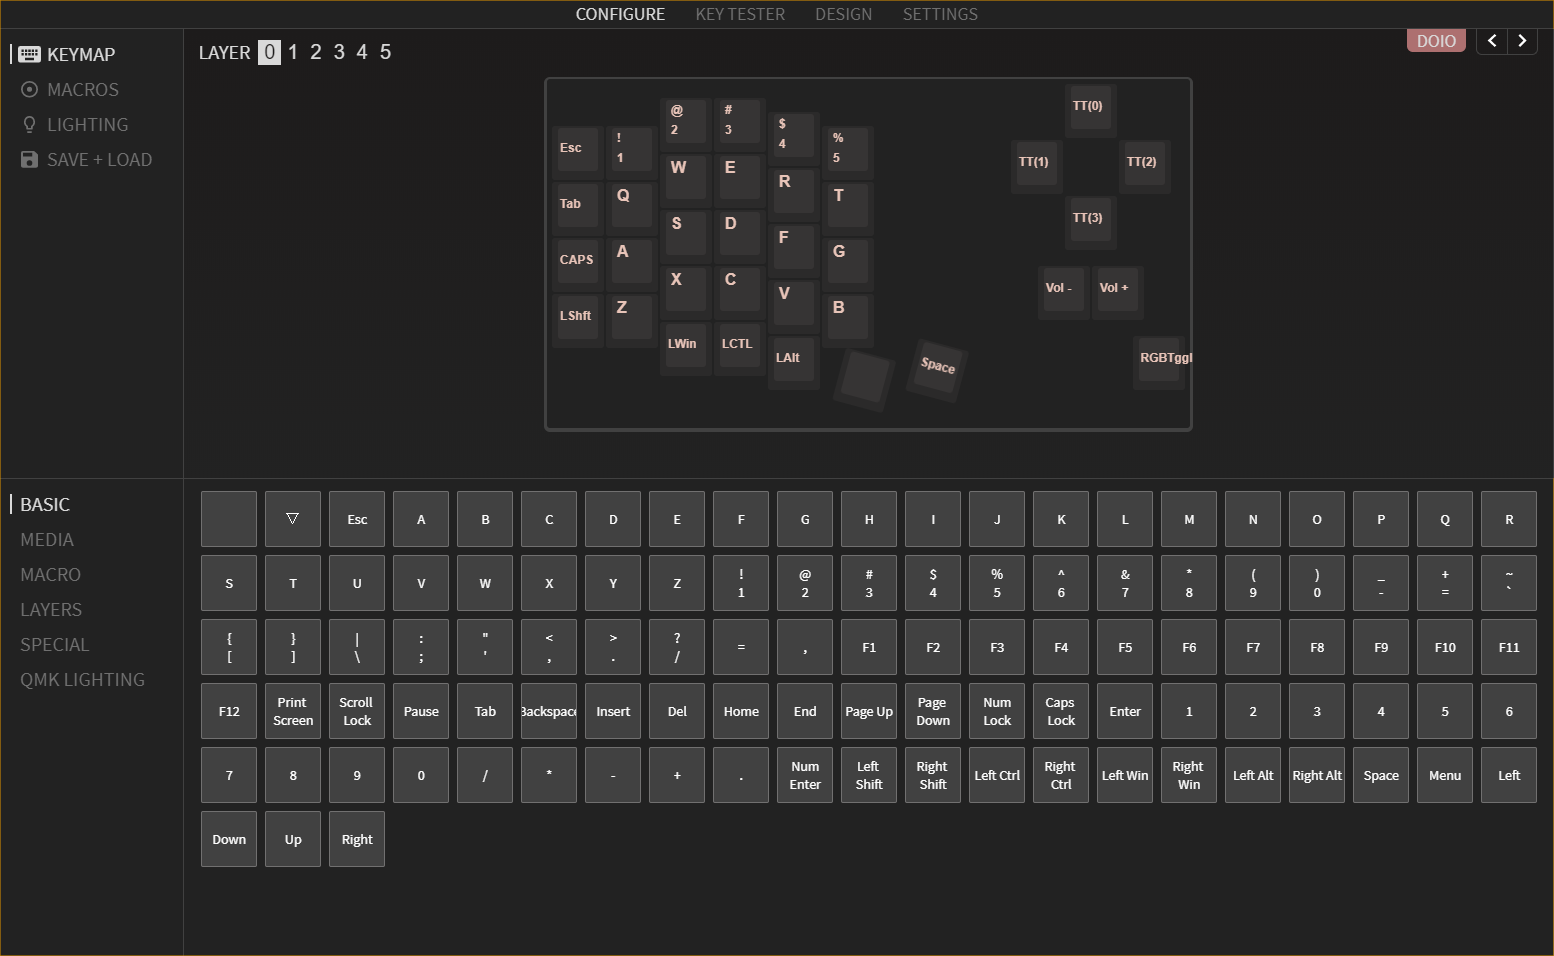 CONFIGURE KEY TESTER DESIGN SETTINGS
KEYMAP
MACROS
LIGHTING
SAVE + LOAD
LAYER 0 1 2 3 4 5
DOIO
Esc ! 1 @ 2 # 3 $ 4 % 5
Tab Q W E R T
CAPS A S D F G
LShft Z X C V B
LWin LCTL LAlt Space
TT(0)
TT(1) TT(2)
TT(3)
Vol - Vol +
RGBTggl
BASIC
MEDIA
MACRO
LAYERS
SPECIAL
QMK LIGHTING
▽ Esc A B C D E F G H I J K L M N O P Q R
S T U V W X Y Z ! 1 @ 2 # 3 $ 4 % 5 ^ 6 & 7 * 8 ( 9 ) 0 _ - + = ~ `
{ [ } ] | \ : ; " ' < , > . ? / = , F1 F2 F3 F4 F5 F6 F7 F8 F9 F10 F11
F12 Print Screen Scroll Lock Pause Tab Backspace Insert Del Home End Page Up Page Down Num Lock Caps Lock Enter 1 2 3 4 5 6
7 8 9 0 / * - + . Num Enter Left Shift Right Shift Left Ctrl Right Ctrl Left Win Right Win Left Alt Right Alt Space Menu Left
Down Up Right